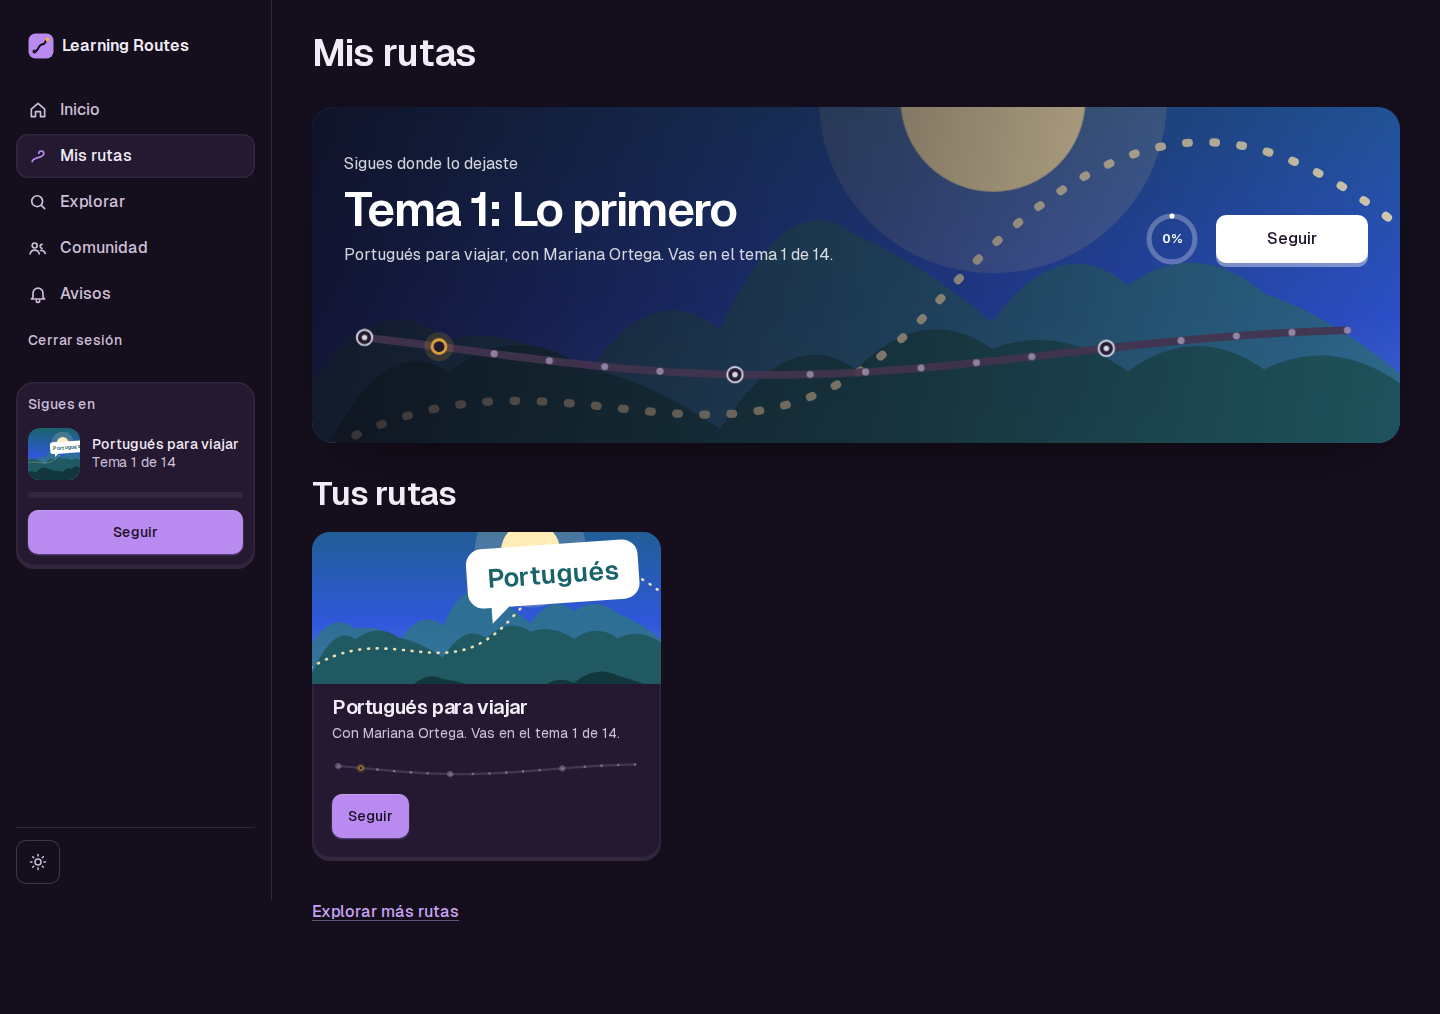 Learning Routes
Inicio
Mis rutas
Explorar
Comunidad
Avisos
Cerrar sesión
Sigues en
Portugués para viajar
Tema 1 de 14
Seguir
Mis rutas
Sigues donde lo dejaste
Tema 1: Lo primero
Portugués para viajar, con Mariana Ortega. Vas en el tema 1 de 14.
0%
Seguir
Tus rutas
Portugués
Portugués para viajar
Con Mariana Ortega. Vas en el tema 1 de 14.
Seguir
Explorar más rutas